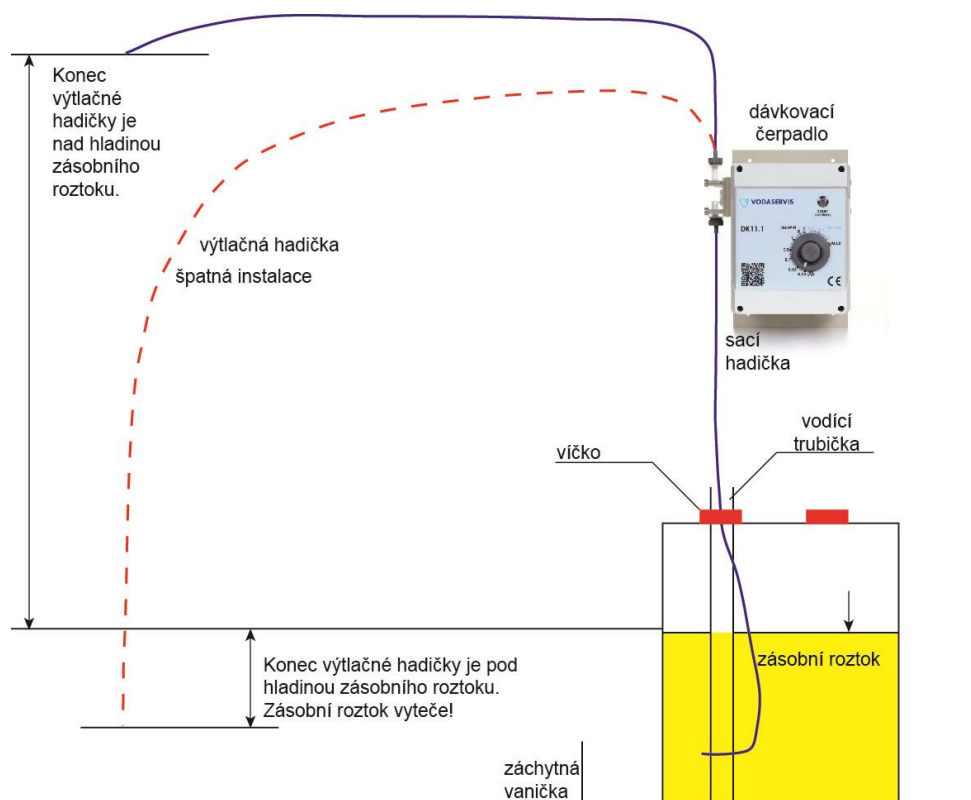 Konec
výtlačné
hadičky je
nad hladinou
zásobního
roztoku.
dávkovací
čerpadlo
VODASERVIS
DK11.1
výtlačná hadička
špatná instalace
CE
sací
hadička
vodící
trubička
víčko
zásobní roztok
Konec výtlačné hadičky je pod
hladinou zásobního roztoku.
Zásobní roztok vyteče!
záchytná
vanička